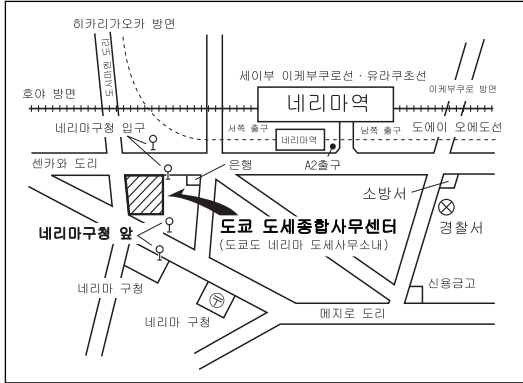 히카리가오카 방면
도시마엔 도리
세이부 이케부쿠로선 · 유라쿠초선
이케부쿠로 방면
호야 방면
네리마역
네리마구청 입구
서쪽 출구
네리마역
남쪽 출구
도에이 오에도선
센카와 도리
은행
A2출구
소방서
도쿄 도세종합사무센터
(도쿄도 네리마 도세사무소내)
경찰서
네리마구청 앞
네리마 구청
신용금고
네리마 구청
메지로 도리